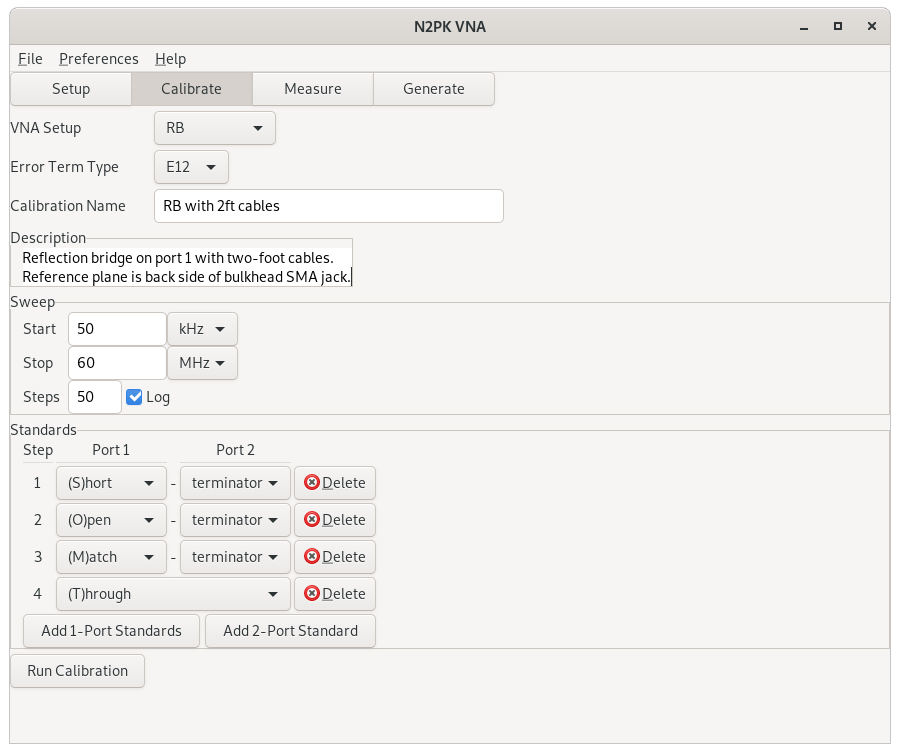 N2PK VNA
File Preferences Help
Setup Calibrate Measure Generate
VNA Setup RB
Error Term Type E12
Calibration Name RB with 2ft cables
Description
Reflection bridge on port 1 with two-foot cables.
Reference plane is back side of bulkhead SMA jack.
Sweep
Start 50 kHz
Stop 60 MHz
Steps 50 Log
Standards
Step Port 1 Port 2
1 (S)hort - terminator Delete
2 (O)pen - terminator Delete
3 (M)atch - terminator Delete
4 (T)hrough Delete
Add 1-Port Standards Add 2-Port Standard
Run Calibration